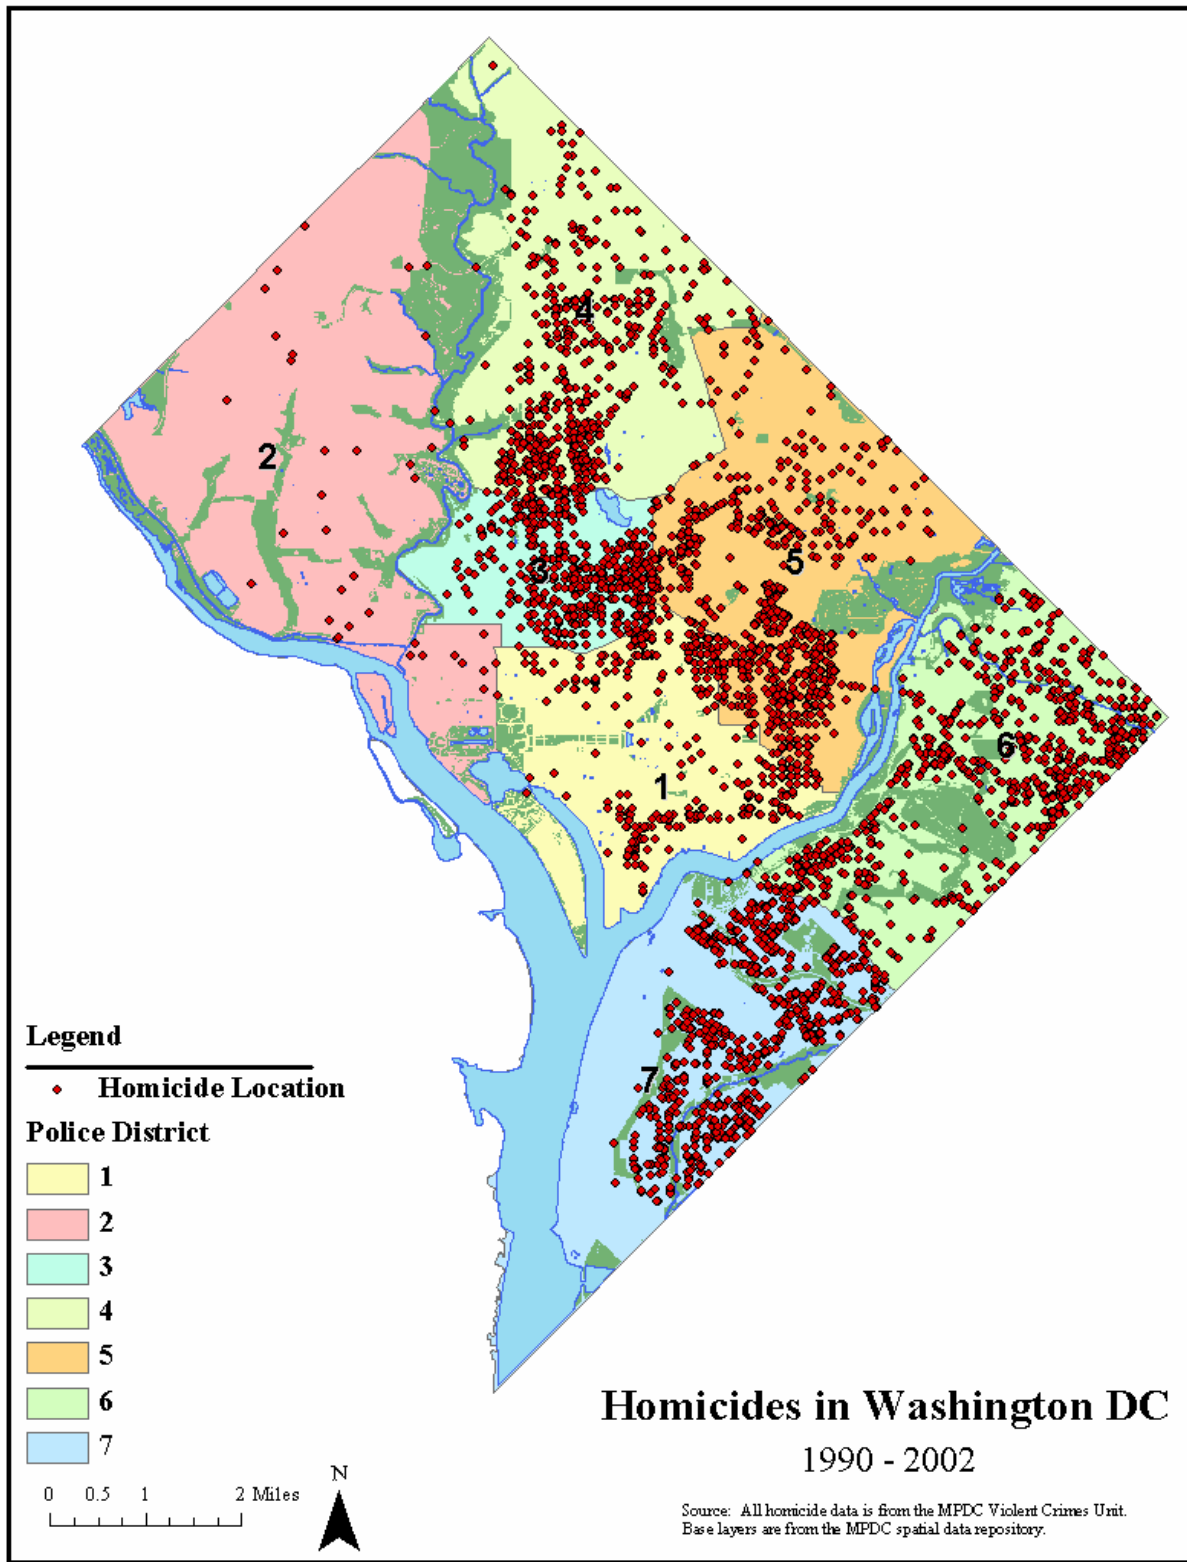 4
2
3
5
6
1
7
Legend
Homicide Location
Police District
1
2
3
4
5
6
7
0 0.5 1 2 Miles
N
Homicides in Washington DC
1990 - 2002
Source: All homicide data is from the MPDC Violent Crimes Unit.
Base layers are from the MPDC spatial data repository.